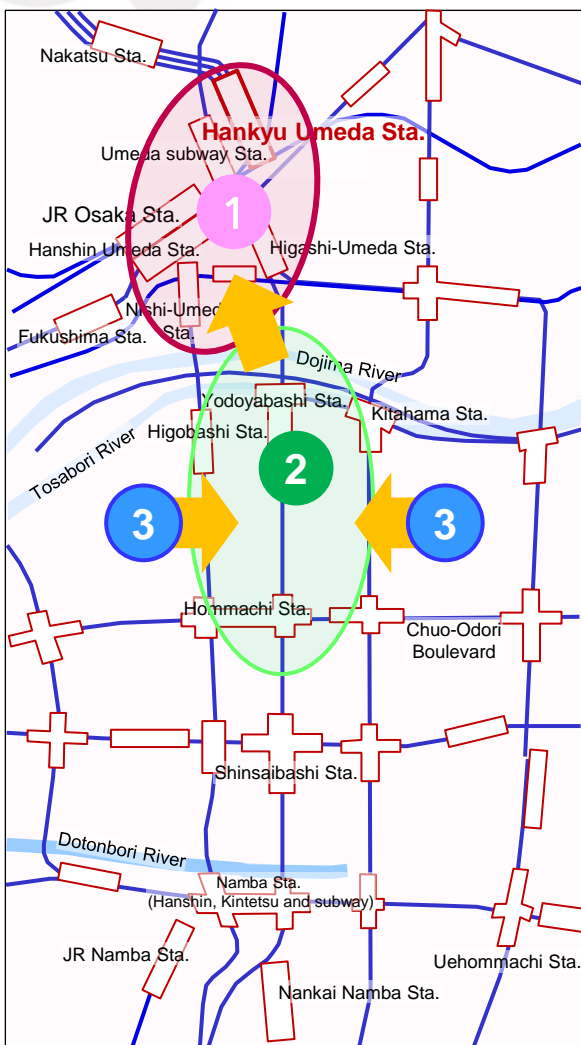 Nakatsu Sta.
Hankyu Umeda Sta.
Umeda subway Sta.
JR Osaka Sta.
1
Hanshin Umeda Sta.
Higashi-Umeda Sta.
Nishi-Umeda
Sta.
Fukushima Sta.
Dojima River
Yodoyabashi Sta.
Kitahama Sta.
Higobashi Sta.
Tosabori River
2
3
3
Hommachi Sta.
Chuo-Odori
Boulevard
Shinsaibashi Sta.
Dotonbori River
Namba Sta.
(Hanshin, Kintetsu and subway)
JR Namba Sta.
Uehommachi Sta.
Nankai Namba Sta.